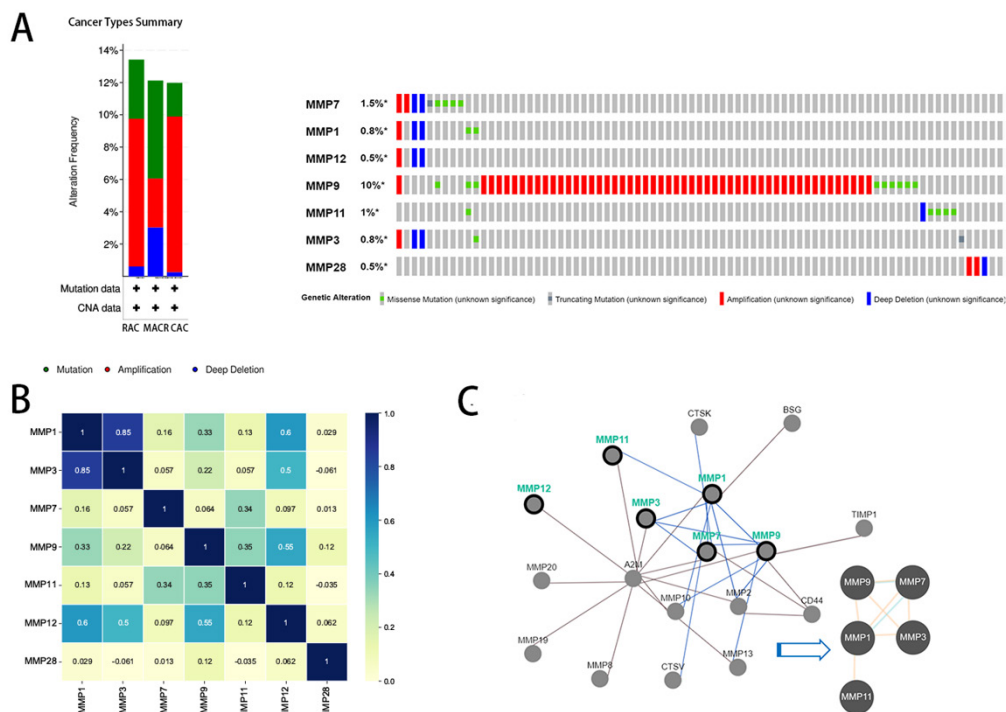 A
Cancer Types Summary
14%
12%
10%
8%
6%
4%
2%
Alteration Frequency
Mutation data
CNA data
RAC MACR CAC
Mutation
Amplification
Deep Deletion
MMP7 1.5%*
MMP1 0.8%*
MMP12 0.5%*
MMP9 10%*
MMP11 1%*
MMP3 0.8%*
MMP28 0.5%*
Genetic Alteration
Missense Mutation (unknown significance)
Truncating Mutation (unknown significance)
Amplification (unknown significance)
Deep Deletion (unknown significance)
B
MMP1 1 0.85 0.16 0.33 0.13 0.6 0.029
MMP3 0.85 1 0.057 0.22 0.057 0.5 -0.061
MMP7 0.16 0.057 1 0.064 0.34 0.097 0.013
MMP9 0.33 0.22 0.064 1 0.35 0.55 0.12
MMP11 0.13 0.057 0.34 0.35 1 0.12 -0.035
MMP12 0.6 0.5 0.097 0.55 0.12 1 0.062
MMP28 0.029 -0.061 0.013 0.12 -0.035 0.062 1
MMP1 MMP3 MMP7 MMP9 MMP11 MMP12 MMP28
1.0
0.8
0.6
0.4
0.2
0.0
C
CTSK
BSG
MMP11
MMP1
MMP12
MMP3
TIMP1
MMP7
MMP9
A2M
MMP20
MMP10
MMP2
CD44
MMP19
MMP8
CTSV
MMP13
MMP9
MMP7
MMP1
MMP3
MMP11